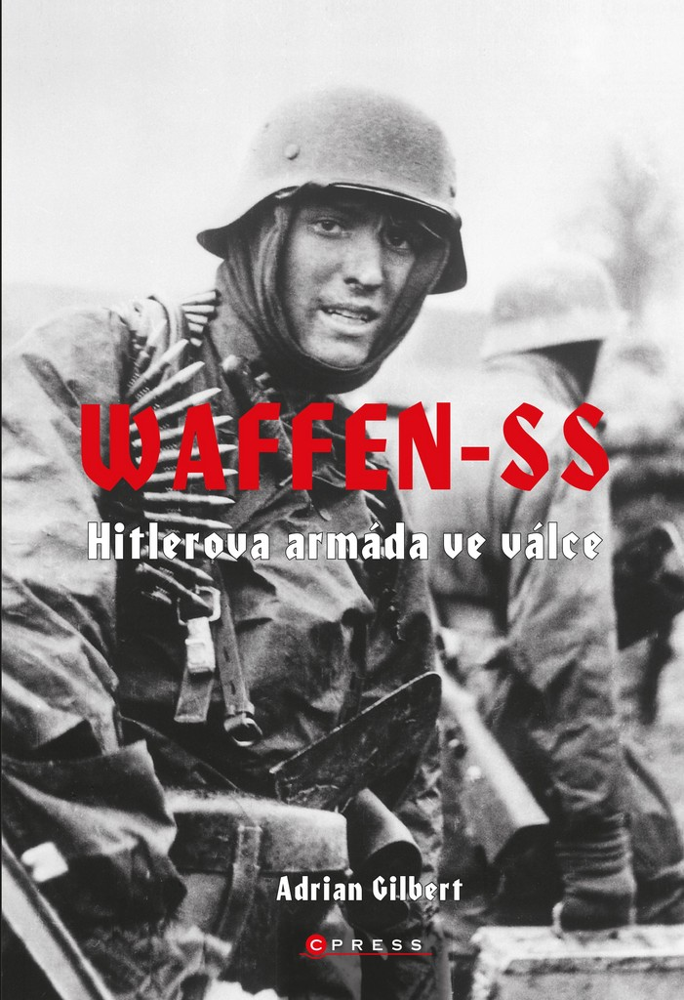 WAFFEN-SS
Hitlerova armáda ve válce
Adrian Gilbert
CPRESS